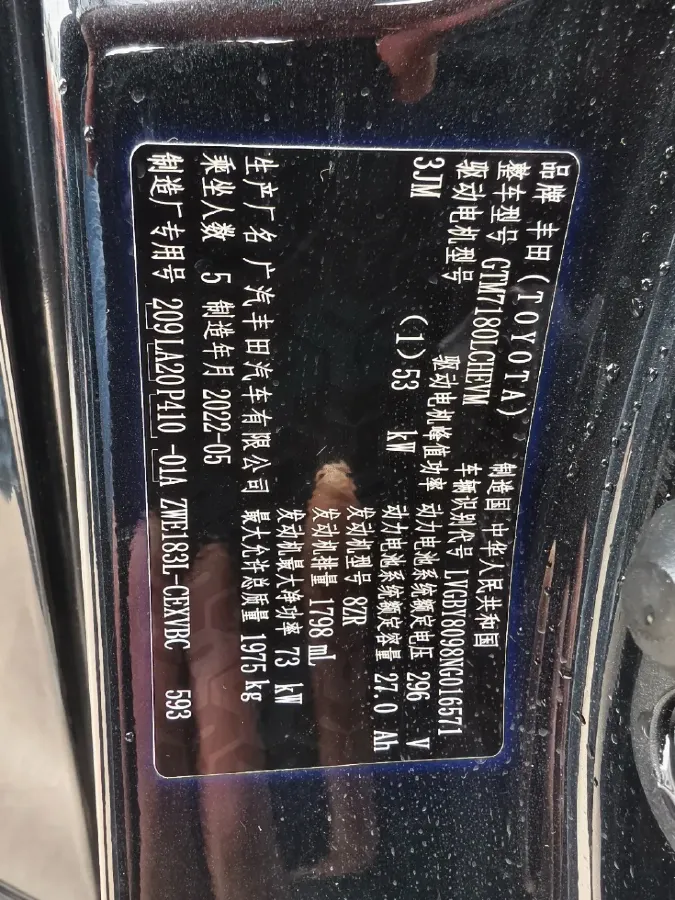 品牌 丰田(TOYOTA) 制造国 中华人民共和国
整车型号 GTM7180LCHEVM 车辆识别代号 LVGBY8098NG016571
驱动电机型号 驱动电机峰值功率 动力电池系统额定电压 296 V
3JM (1)53 kW 动力电池系统额定容量 27.0 Ah
发动机型号 8ZR
发动机排量 1798 mL
发动机最大净功率 73 kW
生产厂名 广汽丰田汽车有限公司 最大允许总质量 1975 kg
乘坐人数 5 制造年月 2022-05
制造厂专用号 209 LA20 P410 -01A ZWE183L-CEXVBC 593